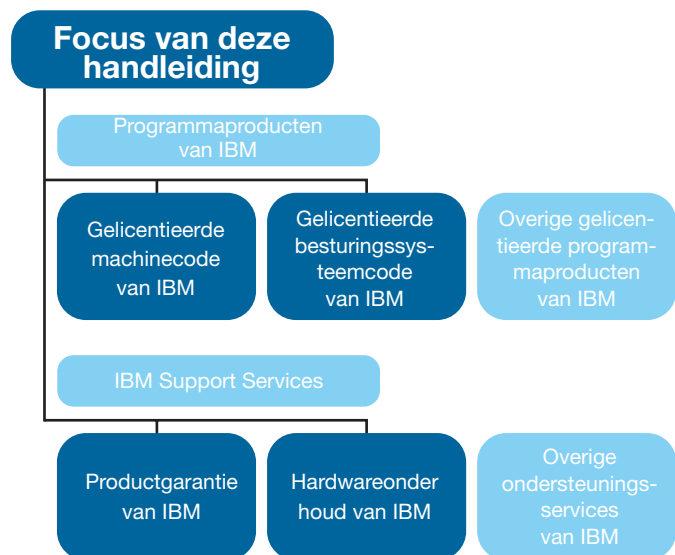 Focus van deze
handleiding
Programmaproducten
van IBM
Gelicentieerde
machinecode
van IBM
Gelicentieerde
besturingssys-
teemcode
van IBM
Overige gelicen-
tieerde program-
maproducten
van IBM
IBM Support Services
Productgarantie
van IBM
Hardwareonder
houd van IBM
Overige
ondersteunings-
services
van IBM